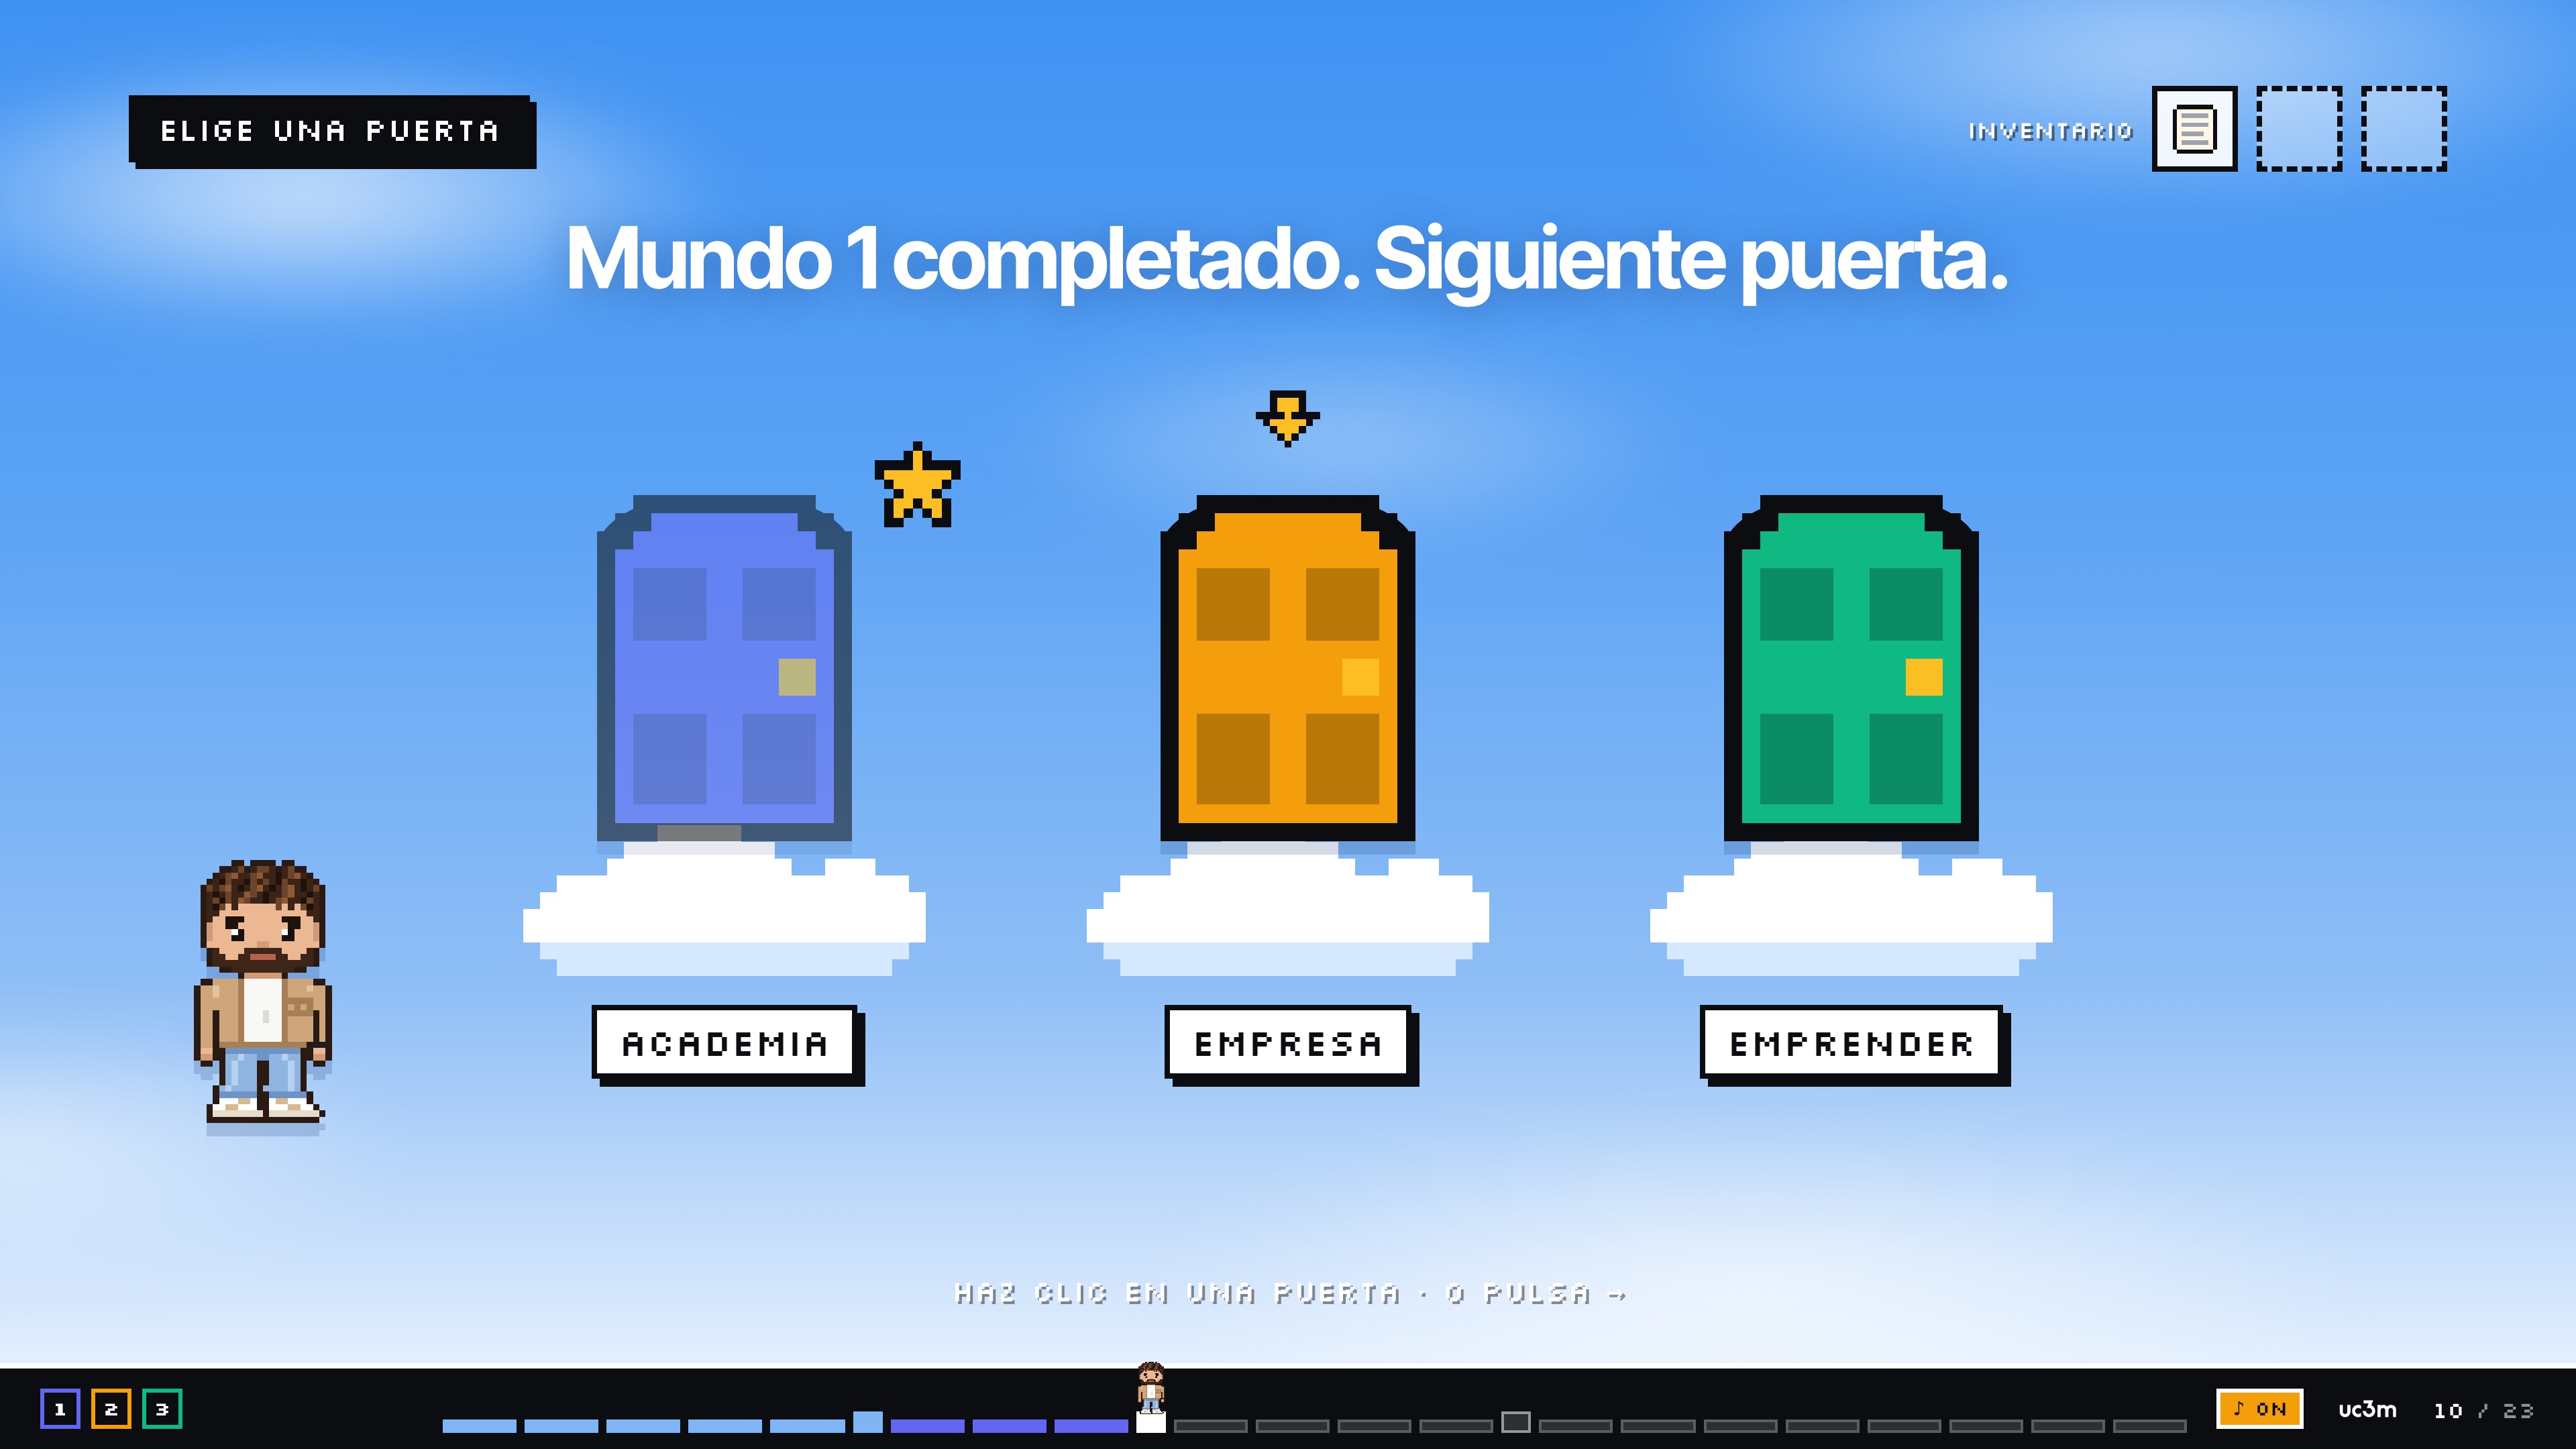 ELIGE UNA PUERTA
INVENTARIO
Mundo 1 completado. Siguiente puerta.
ACADEMIA
EMPRESA
EMPRENDER
HAZ CLIC EN UNA PUERTA · O PULSA →
1 2 3
♪ ON
uc3m
10 / 23